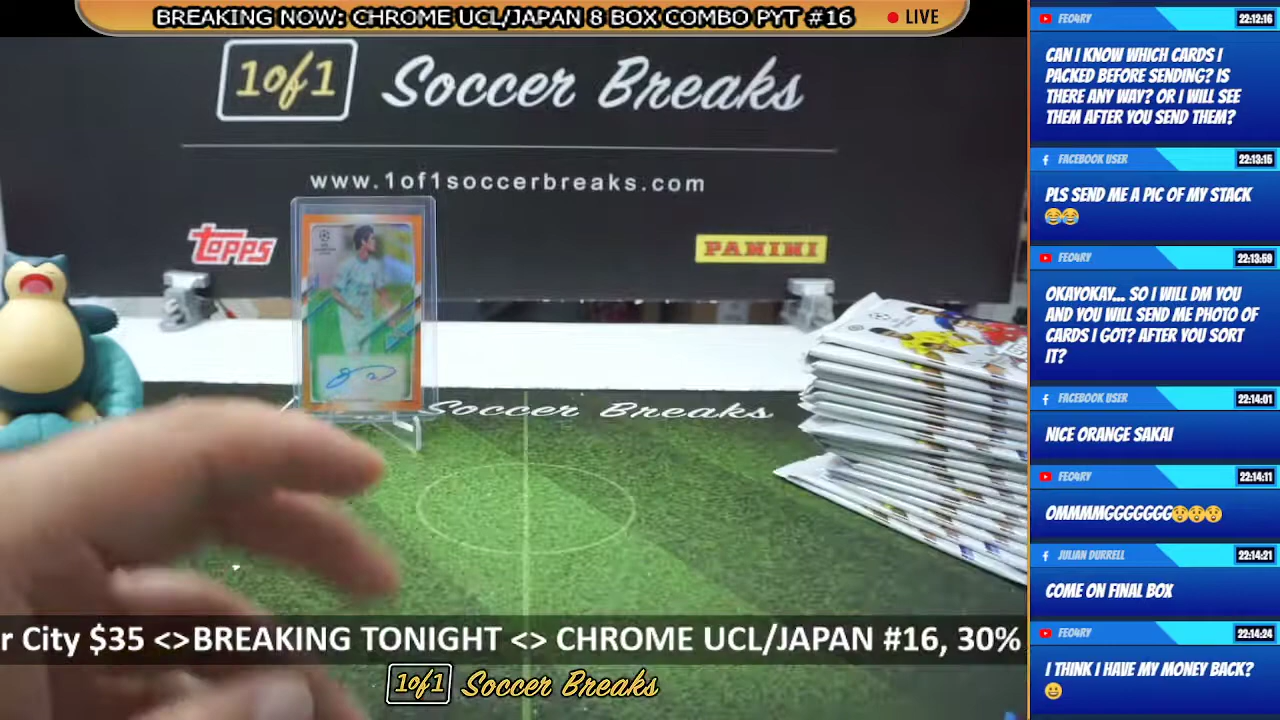 BREAKING NOW: CHROME UCL/JAPAN 8 BOX COMBO PYT #16
LIVE
1of1 Soccer Breaks
www.1of1soccerbreaks.com
TOPPS
PANINI
Soccer Breaks
r City $35 <>BREAKING TONIGHT <> CHROME UCL/JAPAN #16, 30%
1of1 Soccer Breaks
FEO4RY 22:12:16
CAN I KNOW WHICH CARDS I
PACKED BEFORE SENDING? IS
THERE ANY WAY? OR I WILL SEE
THEM AFTER YOU SEND THEM?
FACEBOOK USER 22:13:15
PLS SEND ME A PIC OF MY STACK
😂😂
FEO4RY 22:13:59
OKAYOKAY... SO I WILL DM YOU
AND YOU WILL SEND ME PHOTO OF
CARDS I GOT? AFTER YOU SORT
IT?
FACEBOOK USER 22:14:01
NICE ORANGE SAKAI
FEO4RY 22:14:11
OMMMMGGGGGGG😲😲😲
JULIAN DURRELL 22:14:21
COME ON FINAL BOX
FEO4RY 22:14:24
I THINK I HAVE MY MONEY BACK?
😀